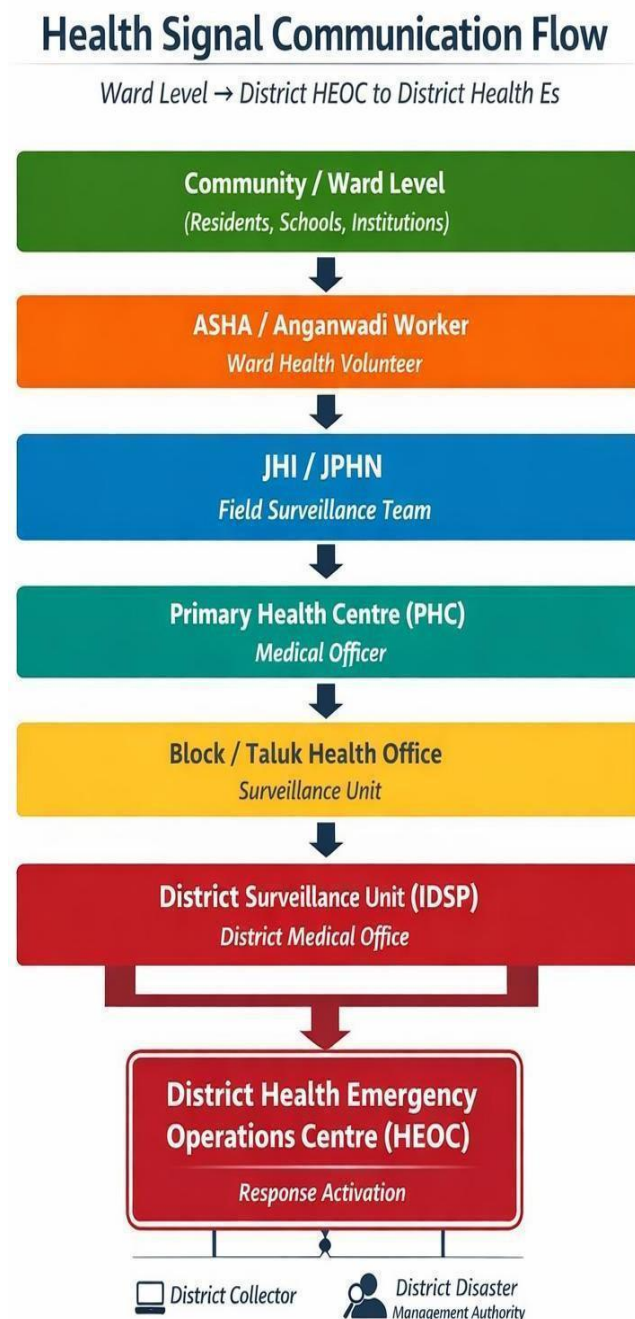 Health Signal Communication Flow
Ward Level → District HEOC to District Health Es
Community / Ward Level
(Residents, Schools, Institutions)
ASHA / Anganwadi Worker
Ward Health Volunteer
JHI / JPHN
Field Surveillance Team
Primary Health Centre (PHC)
Medical Officer
Block / Taluk Health Office
Surveillance Unit
District Surveillance Unit (IDSP)
District Medical Office
District Health Emergency
Operations Centre (HEOC)
Response Activation
District Collector
District Disaster
Management Authority